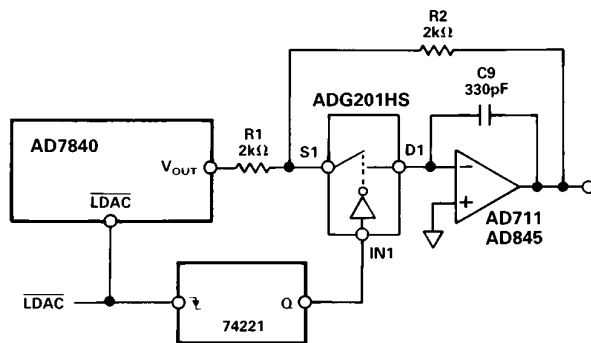 R2
2kΩ
C9
330pF
ADG201HS
R1
2kΩ
S1
D1
AD7840
VOUT
LDAC
−
+
AD711
AD845
IN1
LDAC
Q
74221